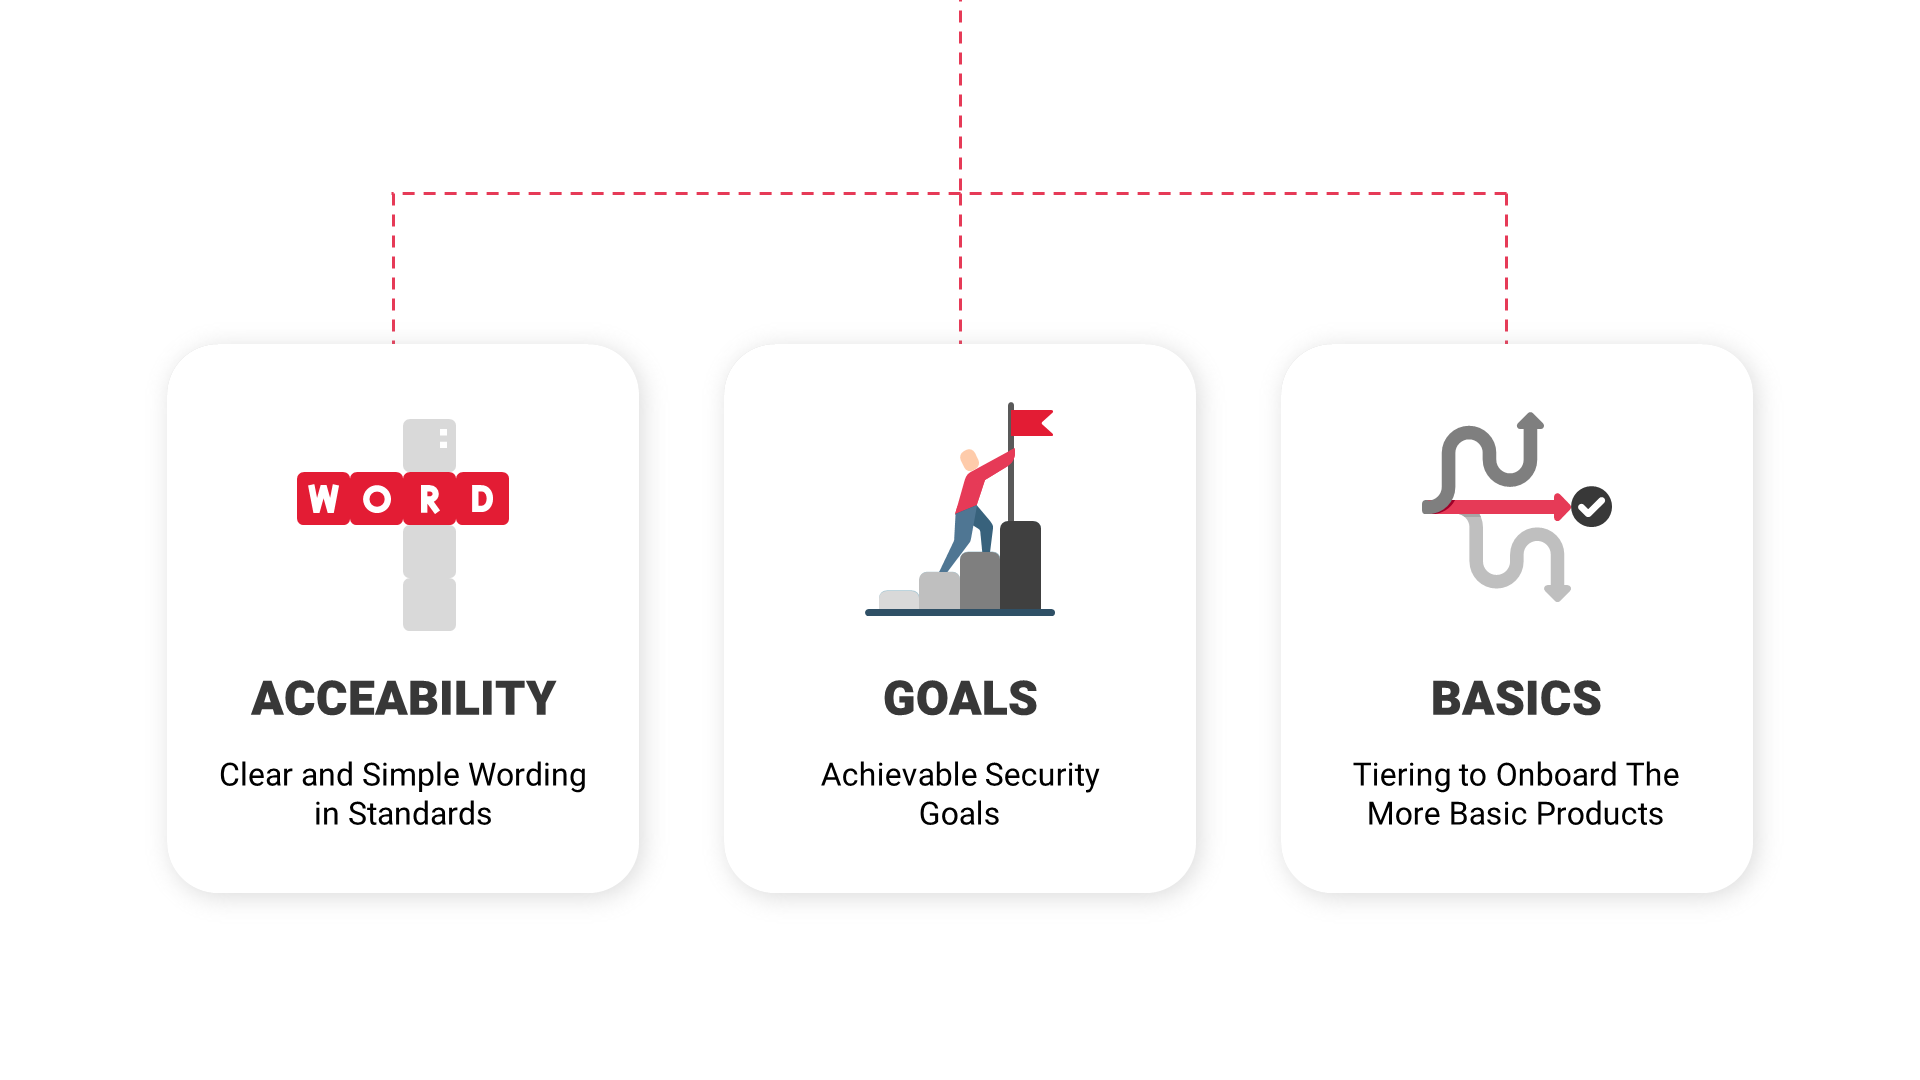 WORD
ACCEABILITY
Clear and Simple Wording
in Standards
GOALS
Achievable Security
Goals
BASICS
Tiering to Onboard The
More Basic Products